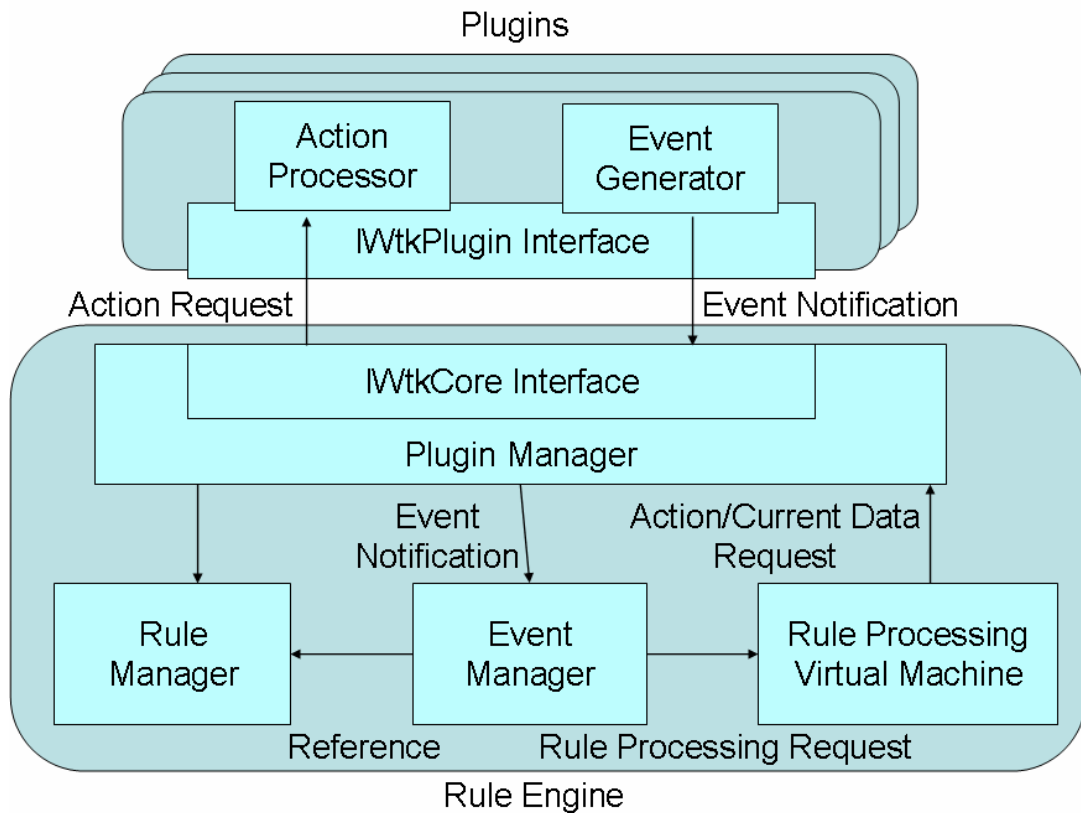 Plugins
Action
Processor
Event
Generator
IWtkPlugin Interface
Action Request
Event Notification
IWtkCore Interface
Plugin Manager
Event
Notification
Action/Current Data
Request
Rule
Manager
Event
Manager
Rule Processing
Virtual Machine
Reference
Rule Processing Request
Rule Engine